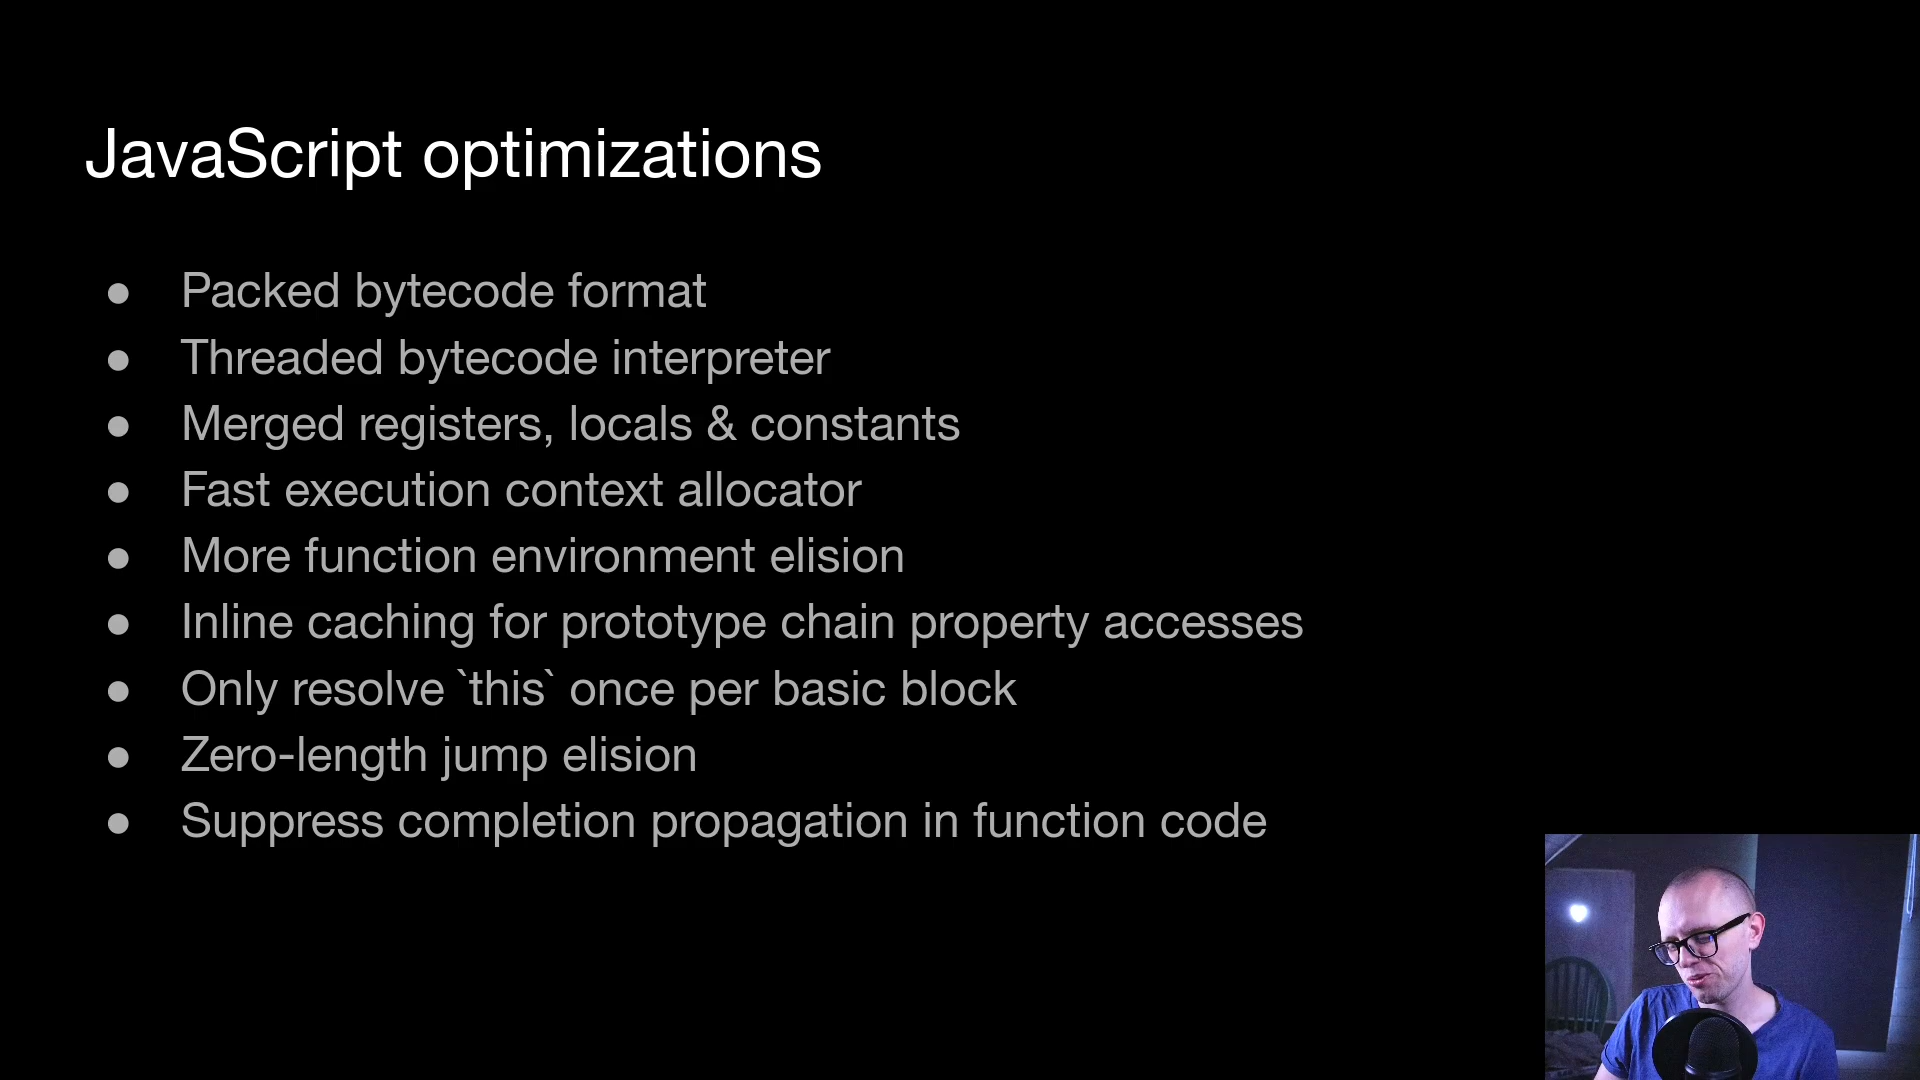 JavaScript optimizations
● Packed bytecode format
● Threaded bytecode interpreter
● Merged registers, locals & constants
● Fast execution context allocator
● More function environment elision
● Inline caching for prototype chain property accesses
● Only resolve `this` once per basic block
● Zero-length jump elision
● Suppress completion propagation in function code